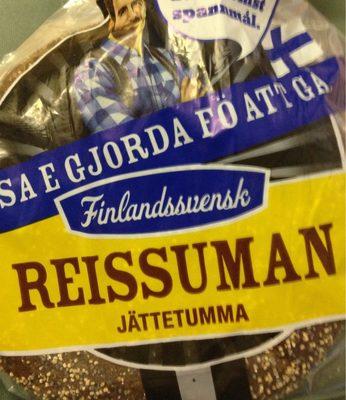 spannmål.
SA E GJORDA FÖ ATT GA
Finlandssvensk
REISSUMAN
JÄTTETUMMA